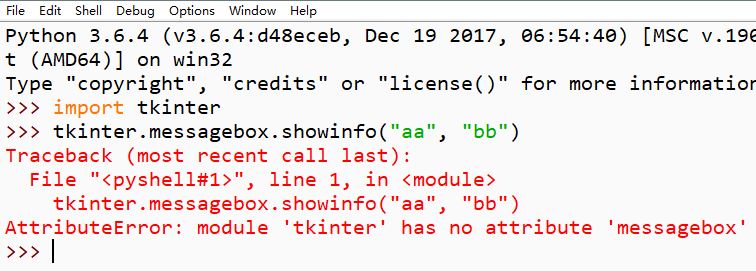 File Edit Shell Debug Options Window Help
Python 3.6.4 (v3.6.4:d48eceb, Dec 19 2017, 06:54:40) [MSC v.190
t (AMD64)] on win32
Type "copyright", "credits" or "license()" for more information
>>> import tkinter
>>> tkinter.messagebox.showinfo("aa", "bb")
Traceback (most recent call last):
  File "<pyshell#1>", line 1, in <module>
    tkinter.messagebox.showinfo("aa", "bb")
AttributeError: module 'tkinter' has no attribute 'messagebox'
>>>